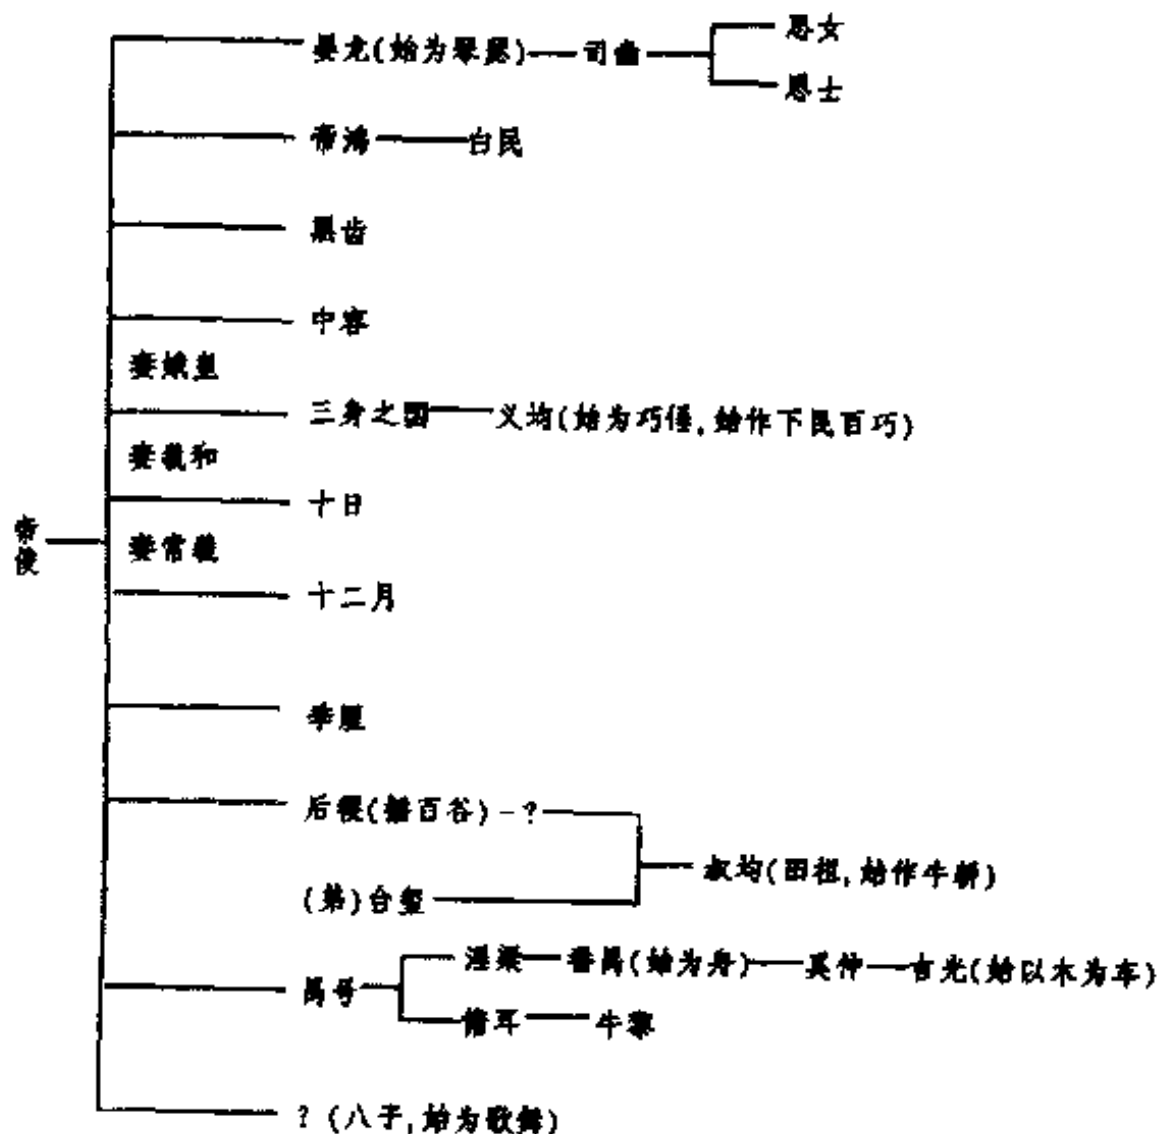 思女
晏龙(始为琴瑟) 司幽
思士
帝鸿 白民
黑齿
中容
妻娥皇
三身之国 义均(始为巧倕,始作下民百巧)
妻羲和
十日
帝俊
妻常羲
十二月
季厘
后稷(播百谷)-?
叔均(田祖,始作牛耕)
(弟)台玺
淫梁 番禺(始为舟) 奚仲 吉光(始以木为车)
禺号
儋耳 牛黎
?(八子,始为歌舞)